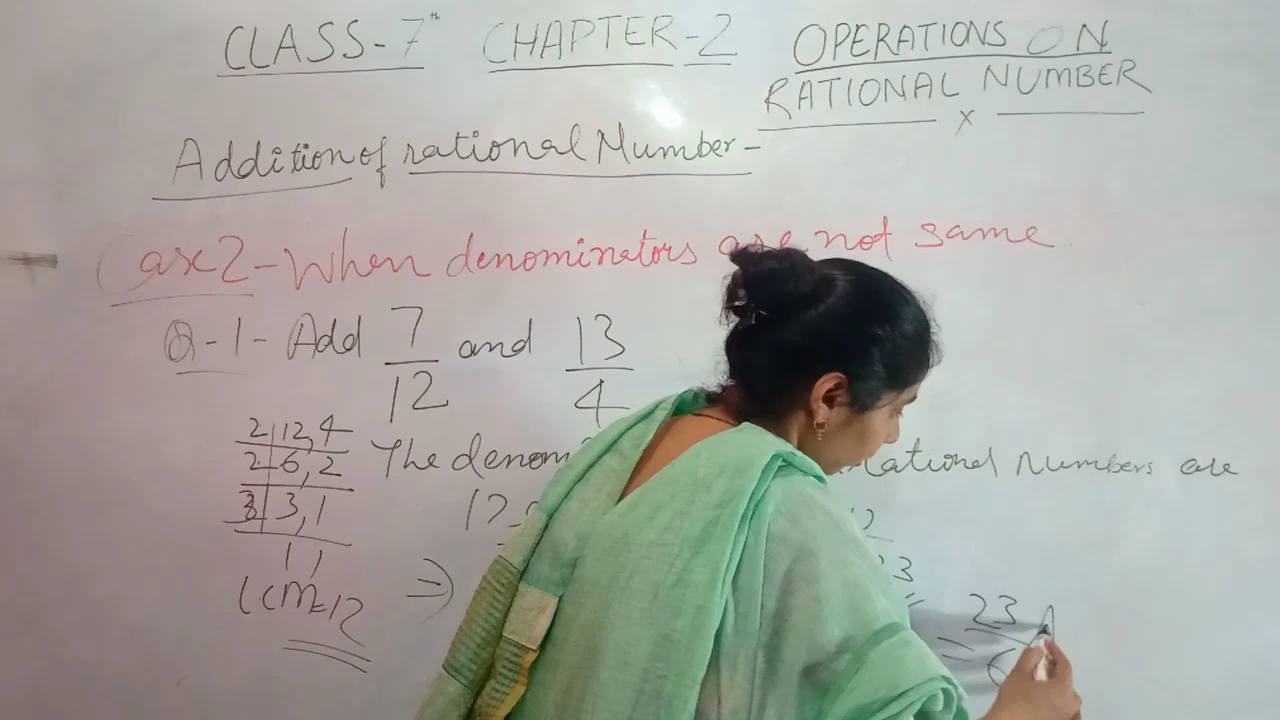 CLASS-7th CHAPTER-2 OPERATIONS ON
RATIONAL NUMBER
x
Addition of rational Number-
Case 2- When denominators are not same
Q-1- Add 7/12 and 13/4
2|12,4
2|6,2
3|3,1
1,1
LCM=12
The rational numbers are
12
⇒
23
= 23